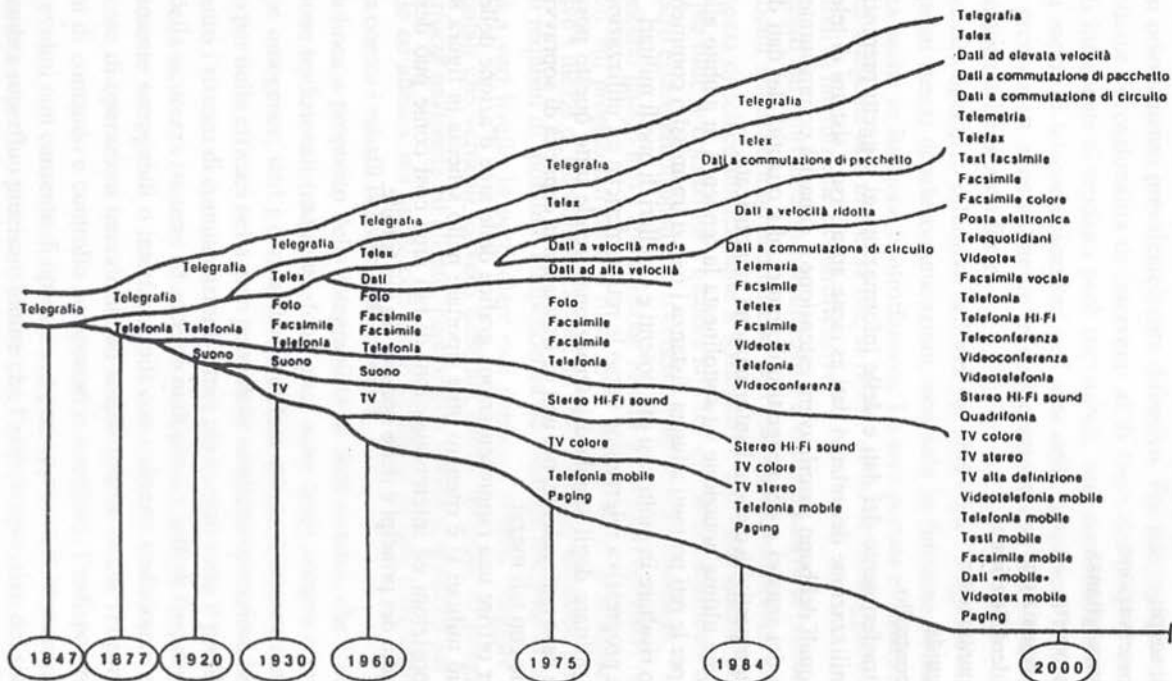 Telegrafia
1847
Telegrafia
Telefonia
1877
Telegrafia
Telefonia
Suono
1920
Telegrafia
Telex
Foto
Facsimile
Telefonia
Suono
TV
1930
Telegrafia
Telex
Dati
Foto
Facsimile
Facsimile
Telefonia
Suono
TV
1960
Telegrafia
Telex
Dati a velocità media
Dati ad alta velocità
Foto
Facsimile
Facsimile
Telefonia
Stereo Hi-Fi sound
TV colore
Telefonia mobile
Paging
1975
Telegrafia
Telex
Dati a commutazione di pacchetto
Dati a velocità ridotta
Dati a commutazione di circuito
Telemeria
Facsimile
Teletex
Facsimile
Videotex
Telefonia
Videoconferenza
Stereo Hi-Fi sound
TV colore
TV stereo
Telefonia mobile
Paging
1984
Telegrafia
Telex
Dati ad elevata velocità
Dati a commutazione di pacchetto
Dati a commutazione di circuito
Telemetria
Telefax
Text facsimile
Facsimile
Facsimile colore
Posta elettronica
Telequotidiani
Videotex
Facsimile vocale
Telefonia
Telefonia Hi-Fi
Teleconferenza
Videoconferenza
Videotelefonia
Stereo Hi-Fi sound
Quadrifonia
TV colore
TV stereo
TV alta definizione
Videotelefonia mobile
Telefonia mobile
Testi mobile
Facsimile mobile
Dati «mobile»
Videotex mobile
Paging
2000